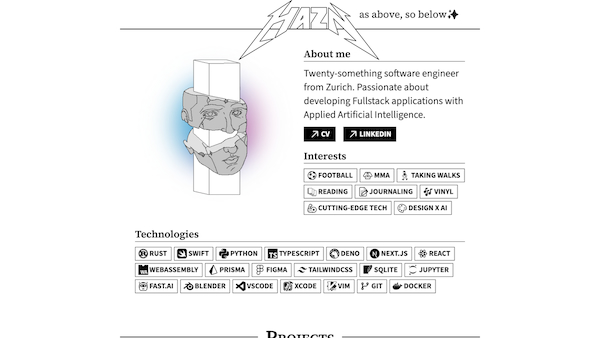 HAZN
as above, so below
About me
Twenty-something software engineer
from Zurich. Passionate about
developing Fullstack applications with
Applied Artificial Intelligence.
CV LINKEDIN
Interests
FOOTBALL MMA TAKING WALKS
READING JOURNALING VINYL
CUTTING-EDGE TECH DESIGN X AI
Technologies
RUST SWIFT PYTHON TYPESCRIPT DENO NEXT.JS REACT
WEBASSEMBLY PRISMA FIGMA TAILWINDCSS SQLITE JUPYTER
FAST.AI BLENDER VSCODE XCODE VIM GIT DOCKER
PROJECTS